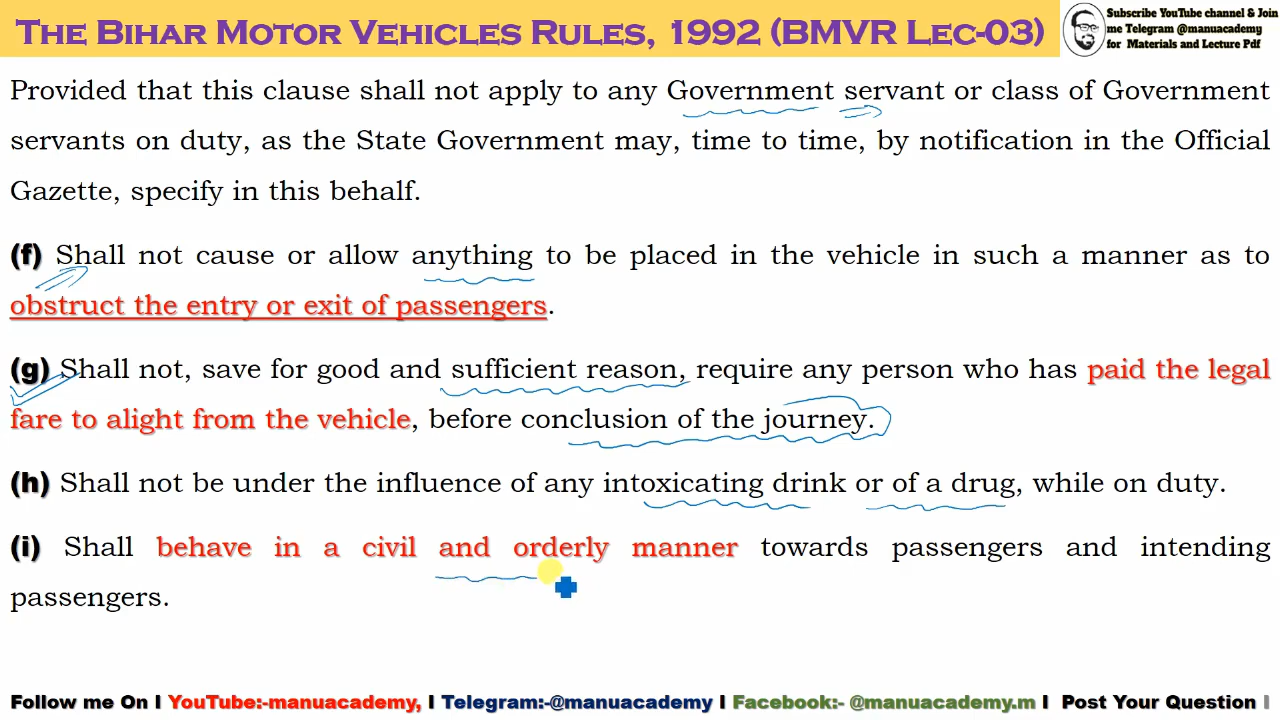 THE BIHAR MOTOR VEHICLES RULES, 1992 (BMVR LEC-03)
Subscribe YouTube channel & Join
me Telegram @manuacademy
for Materials and Lecture Pdf
Provided that this clause shall not apply to any Government servant or class of Government
servants on duty, as the State Government may, time to time, by notification in the Official
Gazette, specify in this behalf.
(f) Shall not cause or allow anything to be placed in the vehicle in such a manner as to
obstruct the entry or exit of passengers.
(g) Shall not, save for good and sufficient reason, require any person who has paid the legal
fare to alight from the vehicle, before conclusion of the journey.
(h) Shall not be under the influence of any intoxicating drink or of a drug, while on duty.
(i) Shall behave in a civil and orderly manner towards passengers and intending
passengers.
Follow me On I YouTube:-manuacademy, I Telegram:-@manuacademy I Facebook:- @manuacademy.m I Post Your Question I